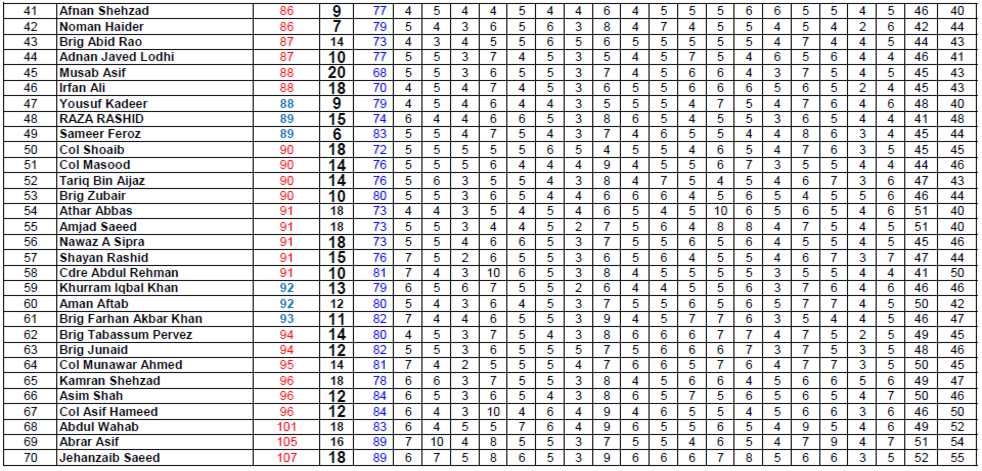 41 Afnan Shehzad 86 9 77 4 5 4 4 5 4 4 6 4 5 5 5 6 6 5 5 4 5 46 40
42 Noman Haider 86 7 79 5 4 3 6 5 6 3 8 4 7 4 5 5 4 5 4 2 6 42 44
43 Brig Abid Rao 87 14 73 4 3 4 5 5 6 5 6 5 5 5 5 5 4 7 4 4 5 44 43
44 Adnan Javed Lodhi 87 10 77 5 5 3 7 4 5 3 5 4 5 7 5 4 6 5 6 4 4 46 41
45 Musab Asif 88 20 68 5 5 3 6 5 5 3 7 4 5 6 6 4 3 7 5 4 5 45 43
46 Irfan Ali 88 18 70 4 5 4 7 4 5 3 6 5 5 6 6 6 5 6 5 2 4 45 43
47 Yousuf Kadeer 88 9 79 4 5 4 6 4 4 3 5 5 5 4 7 5 4 7 6 4 6 48 40
48 RAZA RASHID 89 15 74 6 4 4 6 6 5 3 8 6 5 4 5 5 3 6 5 4 4 41 48
49 Sameer Feroz 89 6 83 5 5 4 7 5 4 3 7 4 6 5 5 4 4 8 6 3 4 45 44
50 Col Shoaib 90 18 72 5 5 5 5 5 6 5 4 5 5 4 6 5 4 7 6 3 5 45 45
51 Col Masood 90 14 76 5 5 5 6 4 4 4 9 4 5 5 6 7 3 5 5 4 4 44 46
52 Tariq Bin Aijaz 90 14 76 5 6 3 5 5 4 3 8 4 7 5 4 5 4 6 7 3 6 47 43
53 Brig Zubair 90 10 80 5 5 3 6 5 4 4 6 6 6 4 5 6 5 4 5 5 6 46 44
54 Athar Abbas 91 18 73 4 4 3 5 4 5 4 6 5 4 5 10 6 5 6 5 4 6 51 40
55 Amjad Saeed 91 18 73 5 5 3 4 4 5 2 7 5 6 4 8 8 4 7 5 4 5 51 40
56 Nawaz A Sipra 91 18 73 5 5 4 6 6 5 3 7 5 5 6 5 6 4 5 5 4 5 45 46
57 Shayan Rashid 91 15 76 7 5 2 6 5 5 3 6 5 6 4 5 5 4 6 7 3 7 47 44
58 Cdre Abdul Rehman 91 10 81 7 4 3 10 6 5 3 8 4 5 5 5 5 3 5 5 4 4 41 50
59 Khurram Iqbal Khan 92 13 79 6 5 6 7 5 5 2 6 4 4 5 5 6 3 7 6 4 6 46 46
60 Aman Aftab 92 12 80 5 4 3 6 4 5 3 7 5 5 6 5 6 5 7 7 4 5 50 42
61 Brig Farhan Akbar Khan 93 11 82 7 4 4 6 5 5 3 9 4 5 7 7 6 3 5 4 4 5 46 47
62 Brig Tabassum Pervez 94 14 80 4 5 3 7 5 4 3 8 6 6 6 7 7 4 7 5 2 5 49 45
63 Brig Junaid 94 12 82 5 5 3 6 5 5 5 7 5 6 6 6 7 3 7 5 3 5 48 46
64 Col Munawar Ahmed 95 14 81 7 4 2 5 5 5 4 7 6 6 5 7 6 4 7 7 3 5 50 45
65 Kamran Shehzad 96 18 78 6 6 3 7 5 5 3 8 4 5 6 6 4 5 6 6 5 6 49 47
66 Asim Shah 96 12 84 6 5 3 6 5 4 3 8 6 5 7 5 6 5 6 5 4 7 50 46
67 Col Asif Hameed 96 12 84 6 4 3 10 4 6 4 9 4 6 5 5 4 5 6 6 3 6 46 50
68 Abdul Wahab 101 18 83 6 4 5 5 7 6 4 9 6 5 5 6 5 4 9 5 4 6 49 52
69 Abrar Asif 105 16 89 7 10 4 8 5 5 3 7 5 5 4 6 5 4 7 9 4 7 51 54
70 Jehanzaib Saeed 107 18 89 6 7 5 8 6 5 3 9 6 6 6 7 8 5 6 6 3 5 52 55